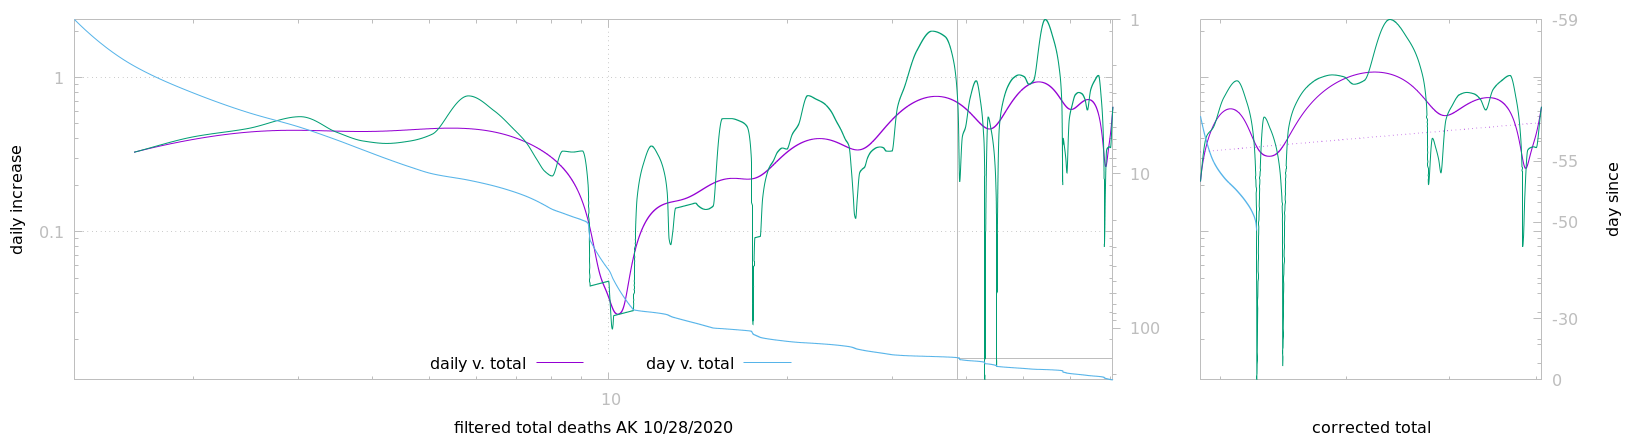 1
0.1
daily increase
daily v. total
day v. total
10
filtered total deaths AK 10/28/2020
1
10
100
-59
-55
-50
-30
0
day since
corrected total